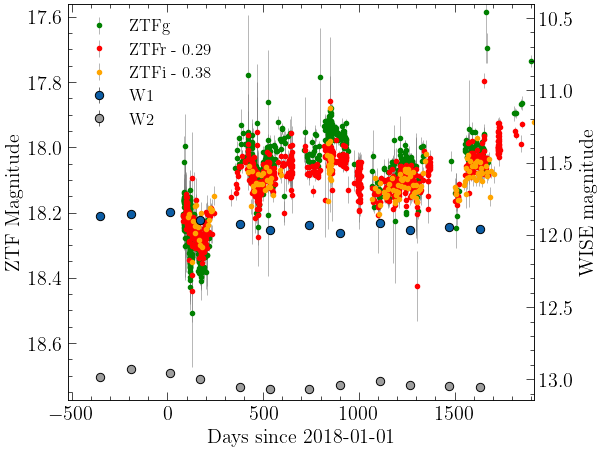 ZTFg
ZTFr - 0.29
ZTFi - 0.38
W1
W2
17.6
17.8
18.0
18.2
18.4
18.6
ZTF Magnitude
10.5
11.0
11.5
12.0
12.5
13.0
WISE magnitude
−500
0
500
1000
1500
Days since 2018-01-01